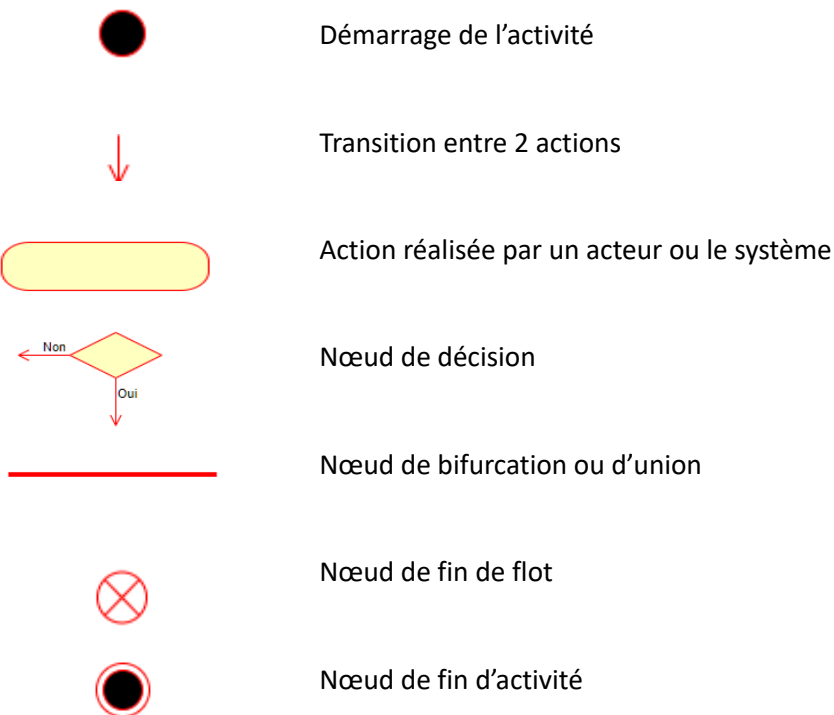 Démarrage de l’activité
Transition entre 2 actions
Action réalisée par un acteur ou le système
Non
Nœud de décision
Oui
Nœud de bifurcation ou d’union
Nœud de fin de flot
Nœud de fin d’activité